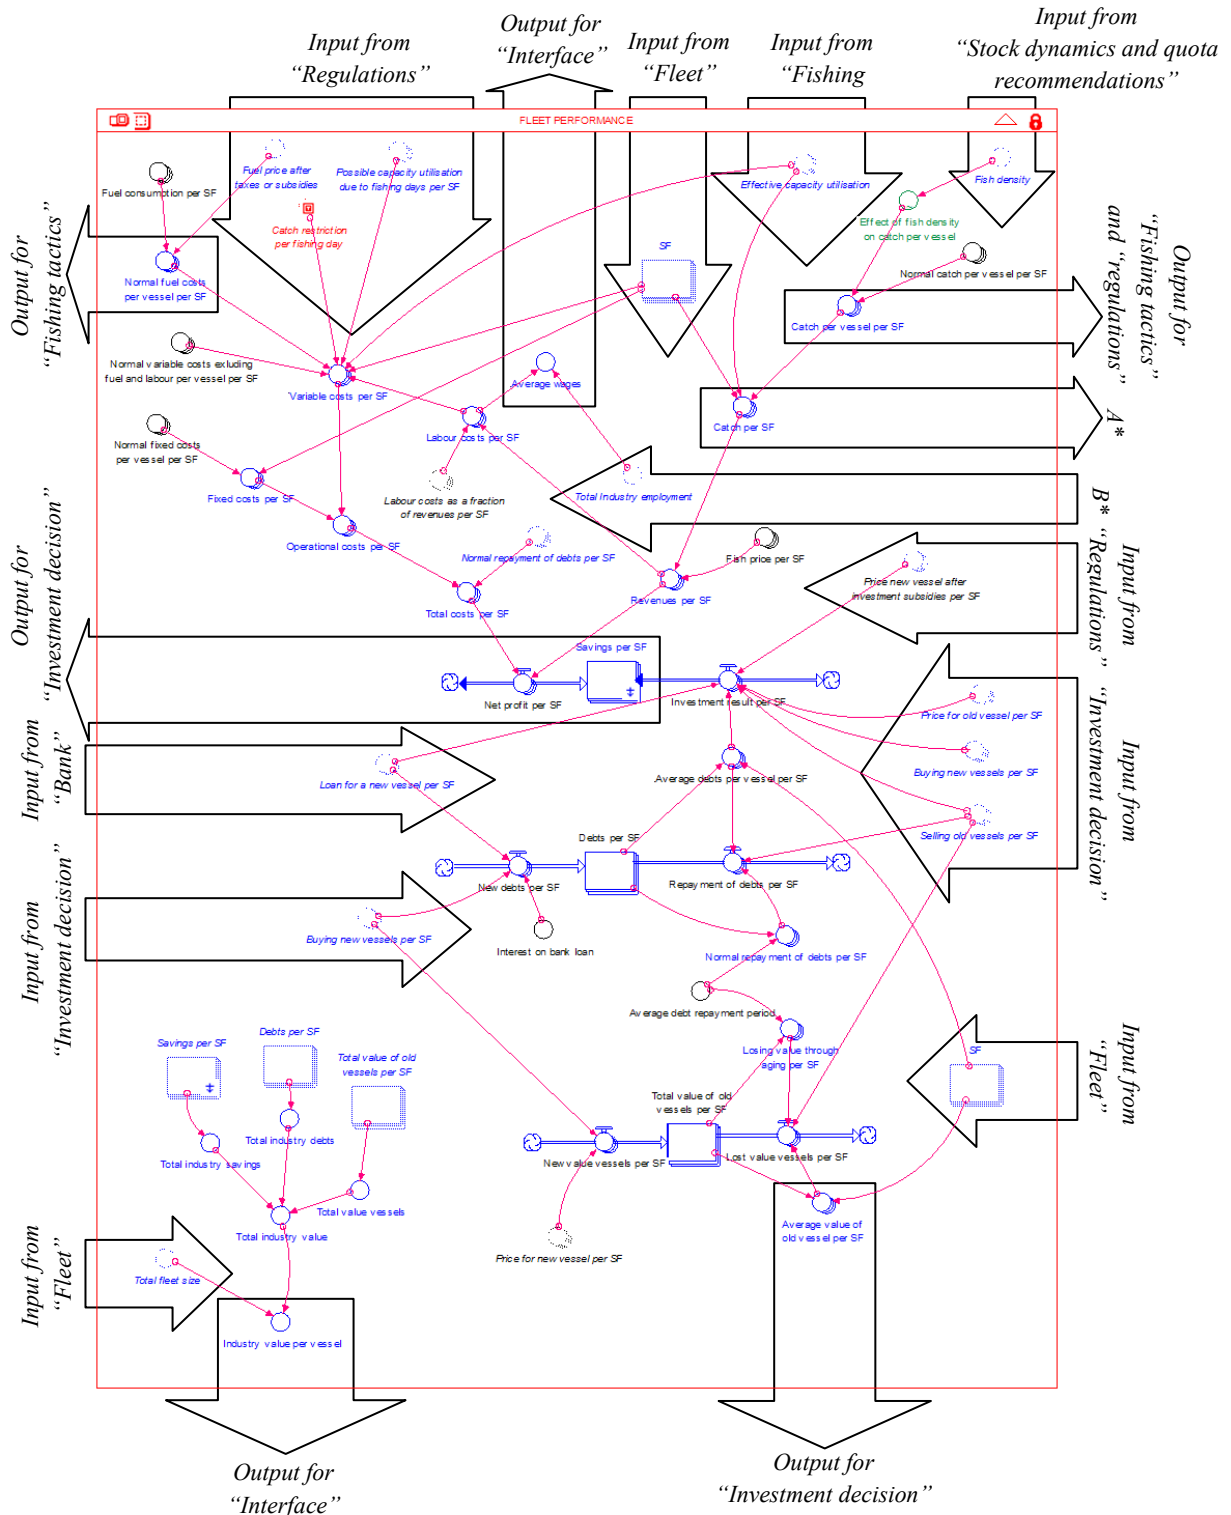 Input from
“Regulations”
Output for
“Interface”
Input from
“Fleet”
Input from
“Fishing
Input from
“Stock dynamics and quota
recommendations”
FLEET PERFORMANCE
Fuel consumption per SF
Fuel price after
taxes or subsidies
Possible capacity utilisation
due to fishing days per SF
Catch restriction
per fishing day
Effective capacity utilisation
Fish density
Effect of fish density
on catch per vessel
SF
Normal fuel costs
per vessel per SF
Normal catch per vessel per SF
Catch per vessel per SF
Output for
“Fishing tactics”
Output for
“Fishing tactics”
and “regulations”
Normal variable costs exluding
fuel and labour per vessel per SF
Variable costs per SF
Average wages
Labour costs per SF
Catch per SF
A*
Normal fixed costs
per vessel per SF
Fixed costs per SF
Labour costs as a fraction
of revenues per SF
Total Industry employment
B*
Operational costs per SF
Normal repayment of debts per SF
Fish price per SF
Price new vessel after
investment subsidies per SF
Input from
“Regulations”
Total costs per SF
Revenues per SF
Output for
“Investment decision”
Savings per SF
Net profit per SF
Investment result per SF
Price for old vessel per SF
Buying new vessels per SF
Selling old vessels per SF
Input from
“Investment decision”
Input from
“Bank”
Loan for a new vessel per SF
Average debts per vessel per SF
Debts per SF
New debts per SF
Repayment of debts per SF
Input from
“Investment decision”
Buying new vessels per SF
Interest on bank loan
Normal repayment of debts per SF
Average debt repayment period
Losing value through
aging per SF
SF
Input from
“Fleet”
Savings per SF
Debts per SF
Total value of old
vessels per SF
Total value of old
vessels per SF
Total industry debts
Total industry savings
New value vessels per SF
Lost value vessels per SF
Total value vessels
Total industry value
Average value of
old vessel per SF
Price for new vessel per SF
Input from
“Fleet”
Total fleet size
Industry value per vessel
Output for
“Interface”
Output for
“Investment decision”